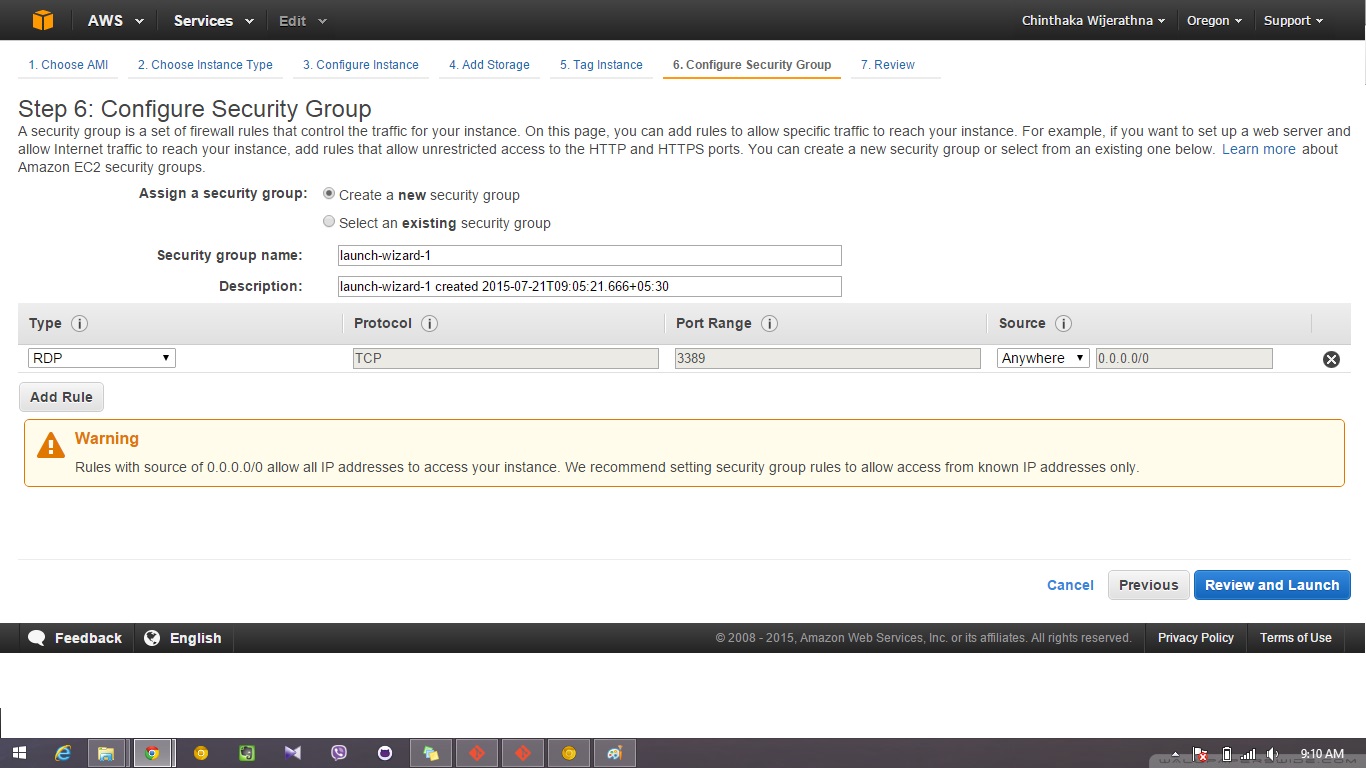 AWS Services Edit Chinthaka Wijerathna Oregon Support
1. Choose AMI 2. Choose Instance Type 3. Configure Instance 4. Add Storage 5. Tag Instance 6. Configure Security Group 7. Review
Step 6: Configure Security Group
A security group is a set of firewall rules that control the traffic for your instance. On this page, you can add rules to allow specific traffic to reach your instance. For example, if you want to set up a web server and
allow Internet traffic to reach your instance, add rules that allow unrestricted access to the HTTP and HTTPS ports. You can create a new security group or select from an existing one below. Learn more about
Amazon EC2 security groups.
Assign a security group: Create a new security group
Select an existing security group
Security group name: launch-wizard-1
Description: launch-wizard-1 created 2015-07-21T09:05:21.666+05:30
Type Protocol Port Range Source
RDP TCP 3389 Anywhere 0.0.0.0/0
Add Rule
Warning
Rules with source of 0.0.0.0/0 allow all IP addresses to access your instance. We recommend setting security group rules to allow access from known IP addresses only.
Cancel Previous Review and Launch
Feedback English © 2008 - 2015, Amazon Web Services, Inc. or its affiliates. All rights reserved. Privacy Policy Terms of Use
9:10 AM